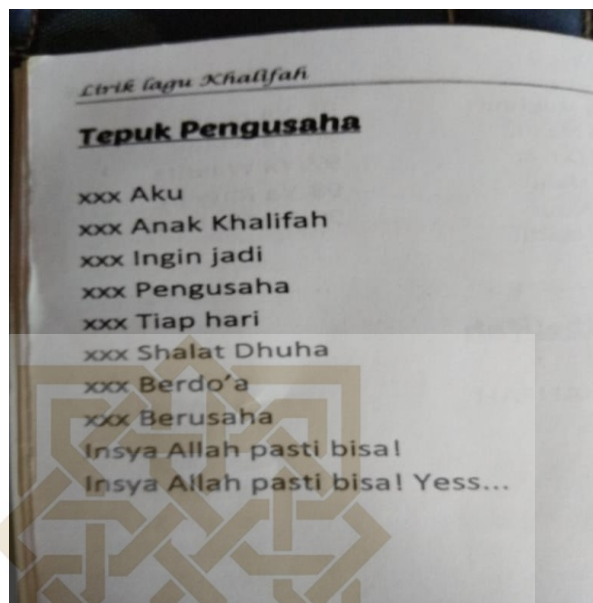 Lirik lagu Khalifah
Tepuk Pengusaha
xxx Aku
xxx Anak Khalifah
xxx Ingin jadi
xxx Pengusaha
xxx Tiap hari
xxx Shalat Dhuha
xxx Berdo’a
xxx Berusaha
Insya Allah pasti bisa!
Insya Allah pasti bisa! Yess...